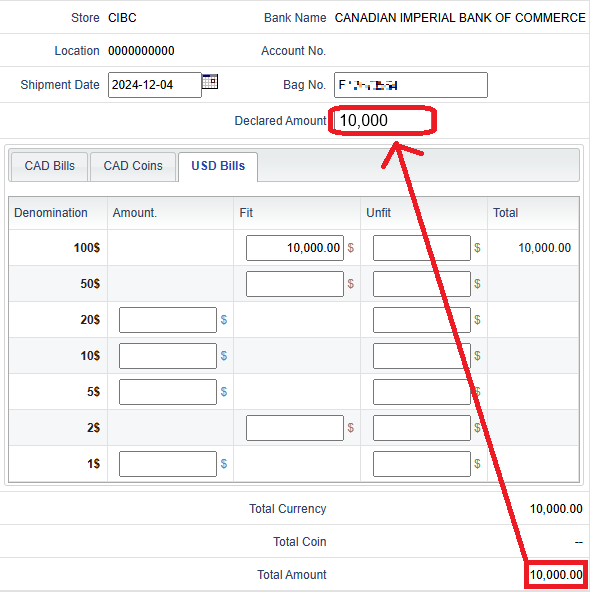 Store CIBC Bank Name CANADIAN IMPERIAL BANK OF COMMERCE
Location 0000000000 Account No.
Shipment Date 2024-12-04 Bag No. F
Declared Amount 10,000
CAD Bills CAD Coins USD Bills
Denomination Amount. Fit Unfit Total
100$ 10,000.00 $ $ 10,000.00
50$ $ $
20$ $ $
10$ $ $
5$ $ $
2$ $ $
1$ $ $
Total Currency 10,000.00
Total Coin --
Total Amount 10,000.00